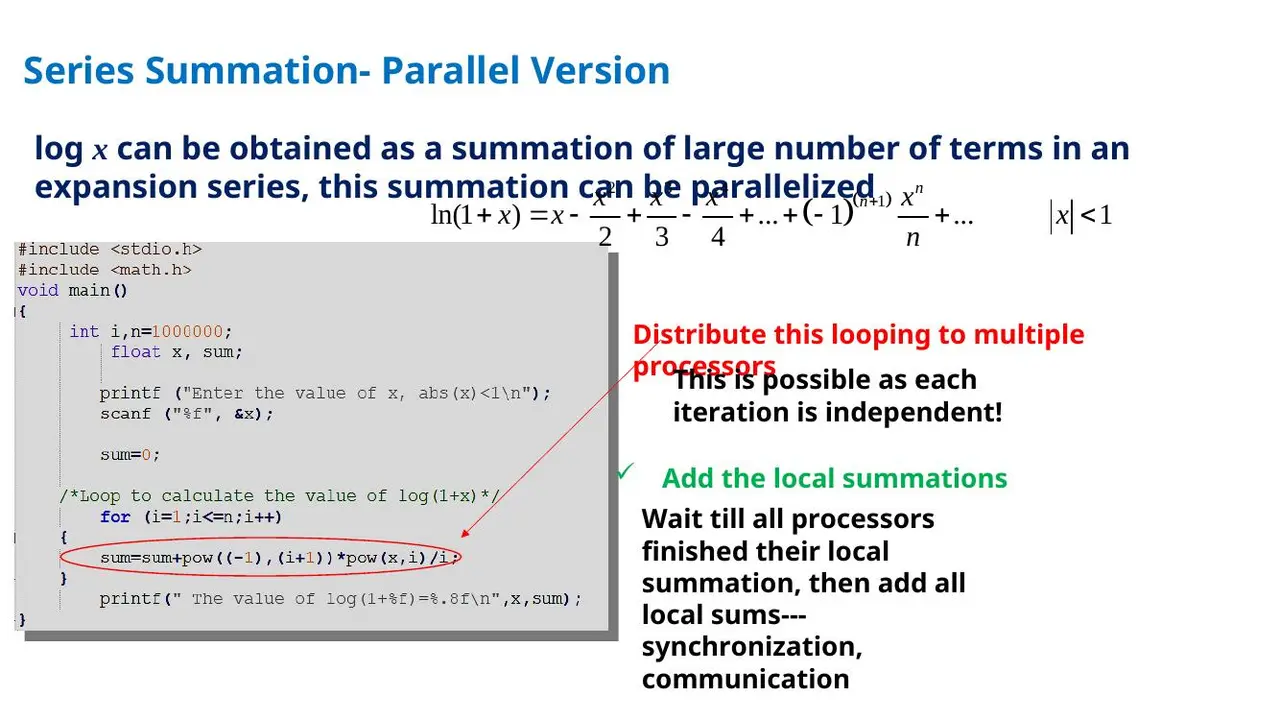 Series Summation- Parallel Version
log x can be obtained as a summation of large number of terms in an
expansion series, this summation can be parallelized
ln(1+x)=x-x^2/2+x^3/3-x^4/4+...+(-1)^(n+1) x^n/n+... |x|<1
#include <stdio.h>
#include <math.h>
void main()
{
int i,n=1000000;
float x, sum;
printf ("Enter the value of x, abs(x)<1\n");
scanf ("%f", &x);
sum=0;
/*Loop to calculate the value of log(1+x)*/
for (i=1;i<=n;i++)
{
sum=sum+pow((-1),(i+1))*pow(x,i)/i;
}
printf(" The value of log(1+%f)=%.8f\n",x,sum);
}
Distribute this looping to multiple
processors
This is possible as each
iteration is independent!
✓ Add the local summations
Wait till all processors
finished their local
summation, then add all
local sums---
synchronization,
communication